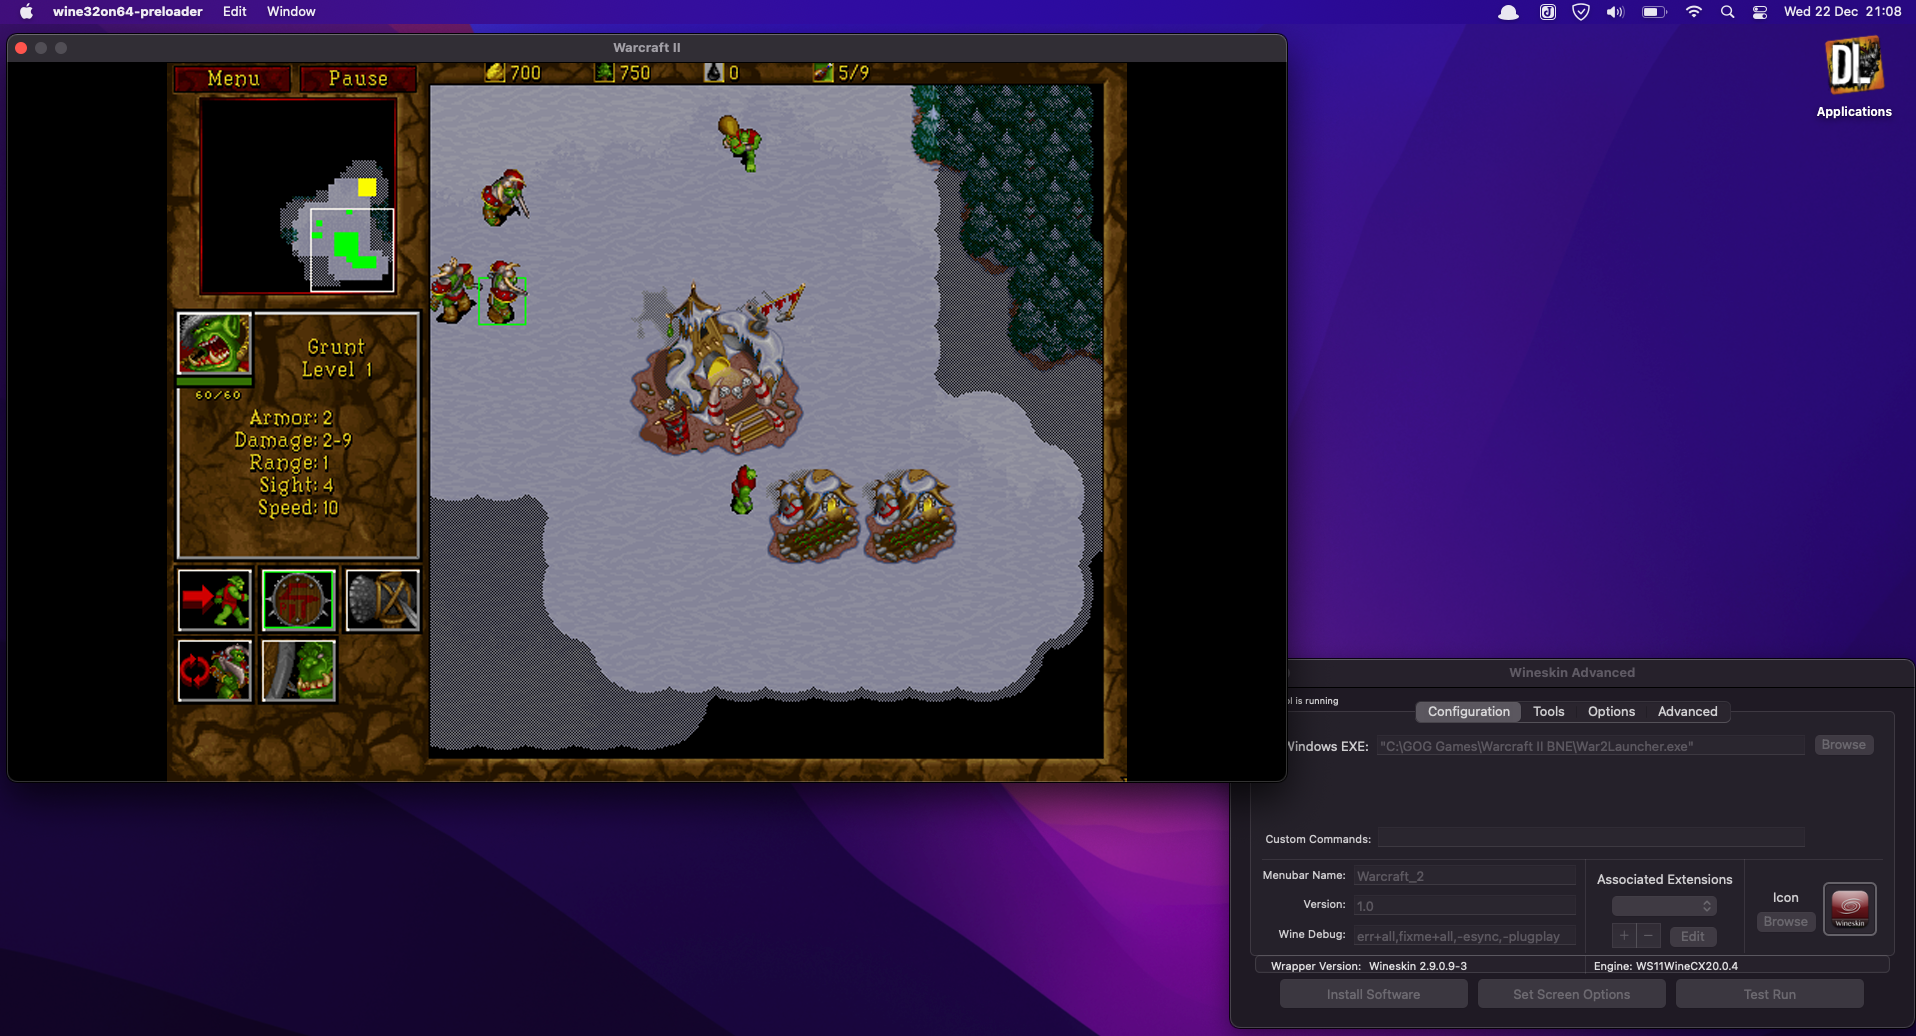 wine32on64-preloader Edit Window
Wed 22 Dec 21:08
Warcraft II
Menu Pause 700 750 0 5/9
DL
Applications
Grunt
Level 1
60/60
Armor: 2
Damage: 2-9
Range: 1
Sight: 4
Speed: 10
Wineskin Advanced
is running
Configuration Tools Options Advanced
Windows EXE: "C:\GOG Games\Warcraft II BNE\War2Launcher.exe" Browse
Custom Commands:
Menubar Name: Warcraft_2
Version: 1.0
Wine Debug: err+all,fixme+all,-esync,-plugplay
Associated Extensions
+ − Edit
Icon
Browse
Wineskin
Wrapper Version: Wineskin 2.9.0.9-3 Engine: WS11WineCX20.0.4
Install Software Set Screen Options Test Run